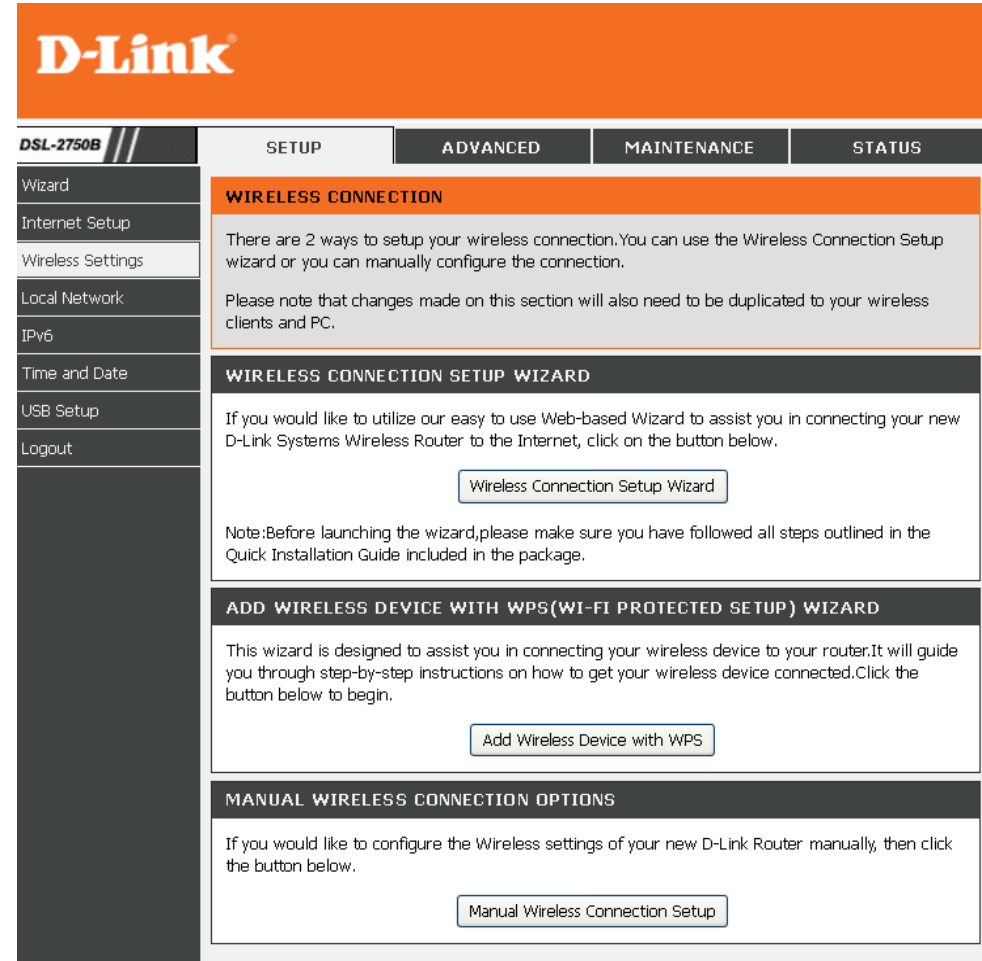 D-Link®
DSL-2750B
SETUP
ADVANCED
MAINTENANCE
STATUS
Wizard
Internet Setup
Wireless Settings
Local Network
IPv6
Time and Date
USB Setup
Logout
WIRELESS CONNECTION
There are 2 ways to setup your wireless connection.You can use the Wireless Connection Setup
wizard or you can manually configure the connection.
Please note that changes made on this section will also need to be duplicated to your wireless
clients and PC.
WIRELESS CONNECTION SETUP WIZARD
If you would like to utilize our easy to use Web-based Wizard to assist you in connecting your new
D-Link Systems Wireless Router to the Internet, click on the button below.
Wireless Connection Setup Wizard
Note:Before launching the wizard,please make sure you have followed all steps outlined in the
Quick Installation Guide included in the package.
ADD WIRELESS DEVICE WITH WPS(WI-FI PROTECTED SETUP) WIZARD
This wizard is designed to assist you in connecting your wireless device to your router.It will guide
you through step-by-step instructions on how to get your wireless device connected.Click the
button below to begin.
Add Wireless Device with WPS
MANUAL WIRELESS CONNECTION OPTIONS
If you would like to configure the Wireless settings of your new D-Link Router manually, then click
the button below.
Manual Wireless Connection Setup